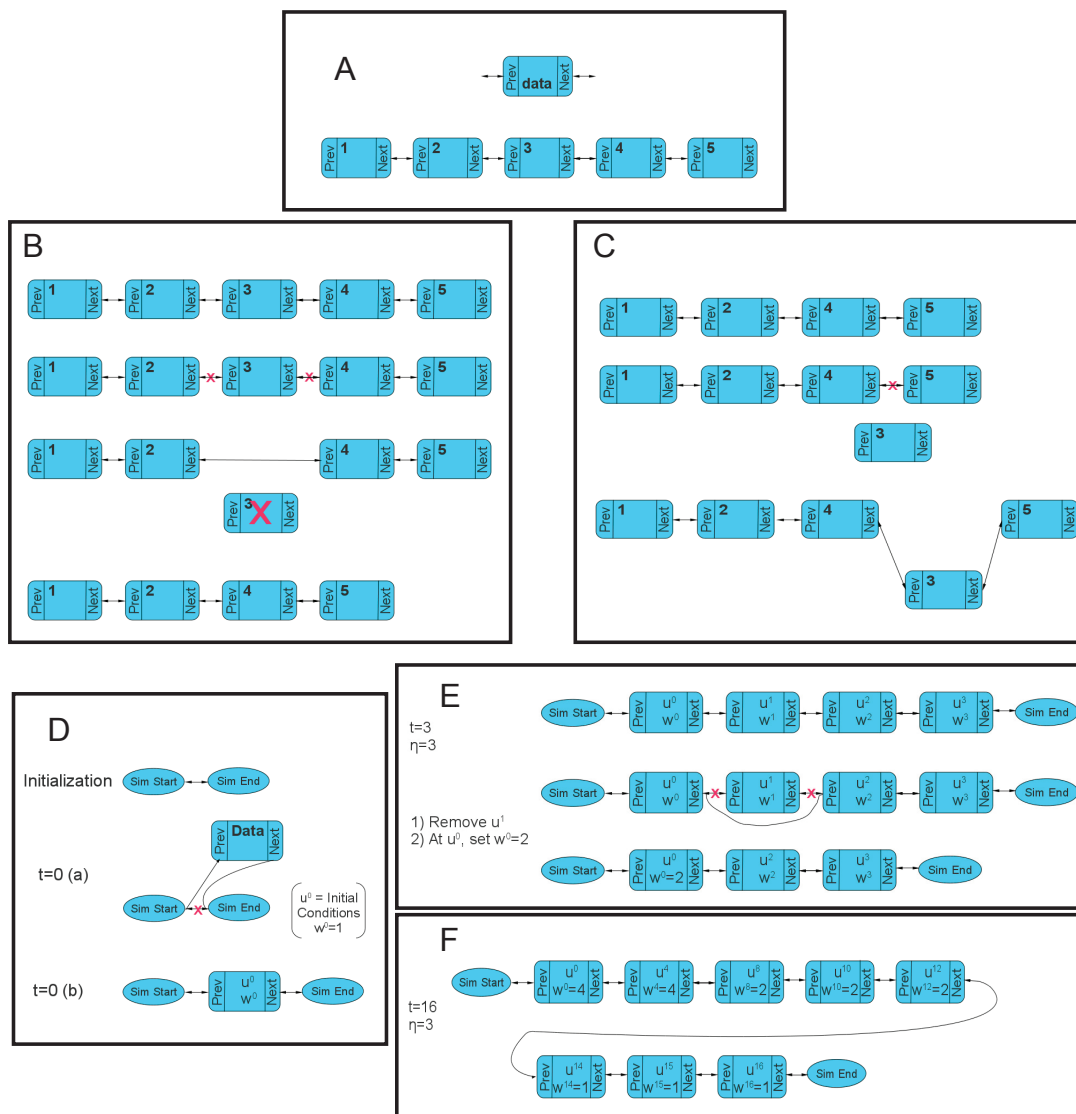 A
Prev data Next
Prev 1 Next Prev 2 Next Prev 3 Next Prev 4 Next Prev 5 Next
B
Prev 1 Next Prev 2 Next Prev 3 Next Prev 4 Next Prev 5 Next
Prev 1 Next X Prev 2 Next X Prev 3 Next Prev 4 Next Prev 5 Next
Prev 1 Next Prev 2 Next Prev 4 Next Prev 5 Next
Prev 3 X Next
Prev 1 Next Prev 2 Next Prev 4 Next Prev 5 Next
C
Prev 1 Next Prev 2 Next Prev 4 Next Prev 5 Next
Prev 1 Next Prev 2 Next Prev 4 Next X Prev 5 Next
Prev 3 Next
Prev 1 Next Prev 2 Next Prev 4 Next Prev 5 Next
Prev 3 Next
D
Initialization Sim Start Sim End
Prev Data Next
t=0 (a)
Sim Start X Sim End
u⁰ = Initial
Conditions
w⁰=1
t=0 (b) Sim Start Prev u⁰ w⁰ Next Sim End
E
Sim Start Prev u⁰ w⁰ Next Prev u¹ w¹ Next Prev u² w² Next Prev u³ w³ Next Sim End
t=3
η=3
Sim Start Prev u⁰ w⁰ Next X Prev u¹ w¹ Next X Prev u² w² Next Prev u³ w³ Next Sim End
1) Remove u¹
2) At u⁰, set w⁰=2
Sim Start Prev u⁰ w⁰=2 Next Prev u² w² Next Prev u³ w³ Next Sim End
F
Sim Start Prev u⁰ w⁰=4 Next Prev u⁴ w⁴=4 Next Prev u⁸ w⁸=2 Next Prev u¹⁰ w¹⁰=2 Next Prev u¹² w¹²=2 Next
t=16
η=3
Prev u¹⁴ w¹⁴=1 Next Prev u¹⁵ w¹⁵=1 Next Prev u¹⁶ w¹⁶=1 Next Sim End